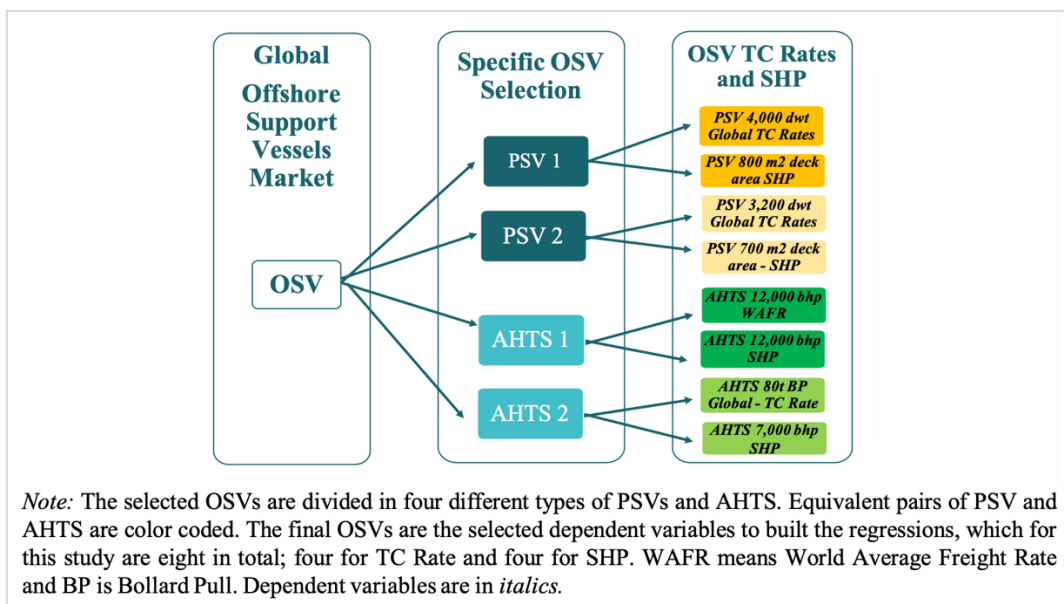 Global
Offshore
Support
Vessels
Market
OSV
Specific OSV
Selection
PSV 1
PSV 2
AHTS 1
AHTS 2
OSV TC Rates
and SHP
PSV 4,000 dwt
Global TC Rates
PSV 800 m2 deck
area SHP
PSV 3,200 dwt
Global TC Rates
PSV 700 m2 deck
area - SHP
AHTS 12,000 bhp
WAFR
AHTS 12,000 bhp
SHP
AHTS 80t BP
Global - TC Rate
AHTS 7,000 bhp
SHP
Note: The selected OSVs are divided in four different types of PSVs and AHTS. Equivalent pairs of PSV and
AHTS are color coded. The final OSVs are the selected dependent variables to built the regressions, which for
this study are eight in total; four for TC Rate and four for SHP. WAFR means World Average Freight Rate
and BP is Bollard Pull. Dependent variables are in italics.